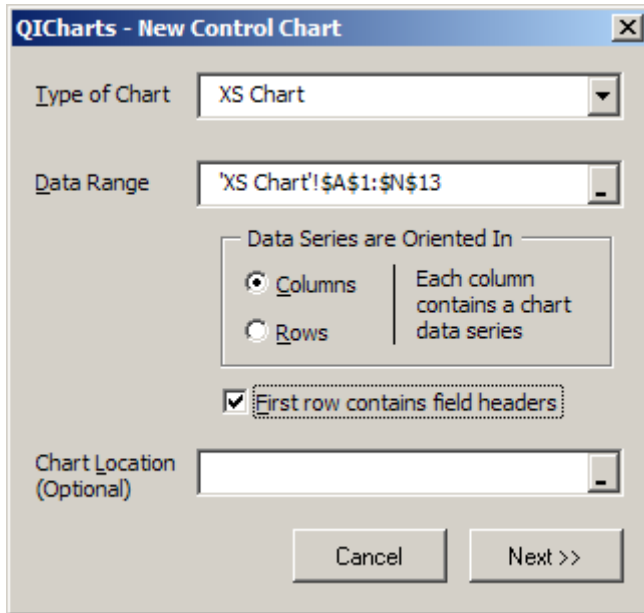 QICharts - New Control Chart
Type of Chart
XS Chart
Data Range
'XS Chart'!$A$1:$N$13
Data Series are Oriented In
Columns
Rows
Each column
contains a chart
data series
First row contains field headers
Chart Location
(Optional)
Cancel
Next >>